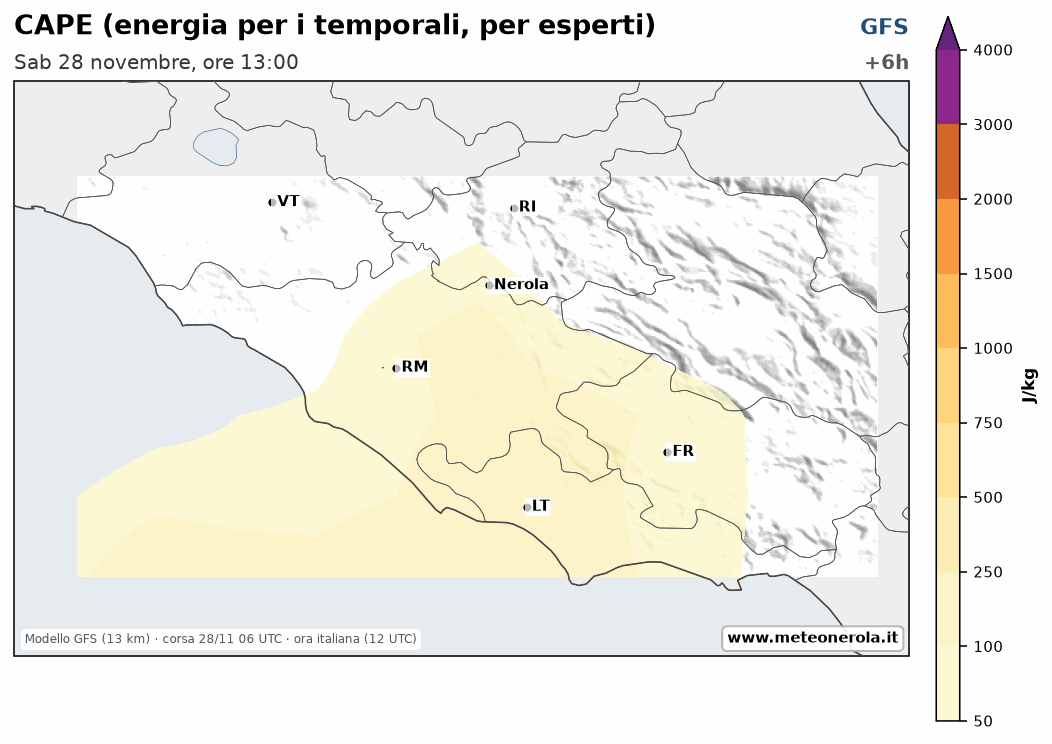 CAPE (energia per i temporali, per esperti)
GFS
Sab 28 novembre, ore 13:00
+6h
4000
3000
2000
1500
1000
750
500
250
100
50
J/kg
VT
RI
Nerola
RM
FR
LT
Modello GFS (13 km) · corsa 28/11 06 UTC · ora italiana (12 UTC)
www.meteonerola.it